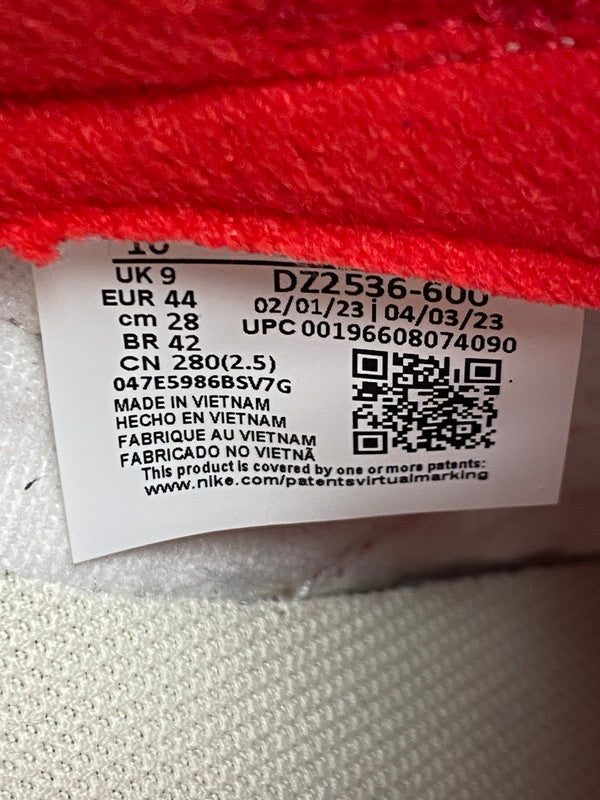 10
UK 9
EUR 44
cm 28
BR 42
CN 280(2.5)
047E5986BSV7G
MADE IN VIETNAM
HECHO EN VIETNAM
FABRIQUE AU VIETNAM
FABRICADO NO VIETNÃ
DZ2536-600
02/01/23 | 04/03/23
UPC 00196608074090
This product is covered by one or more patents:
www.nike.com/patentsvirtualmarking